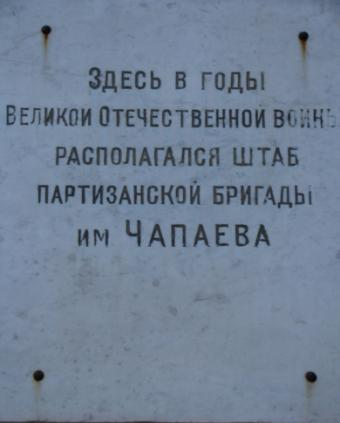 Здесь в годы
Великой Отечественной войны
располагался штаб
партизанской бригады
им Чапаева